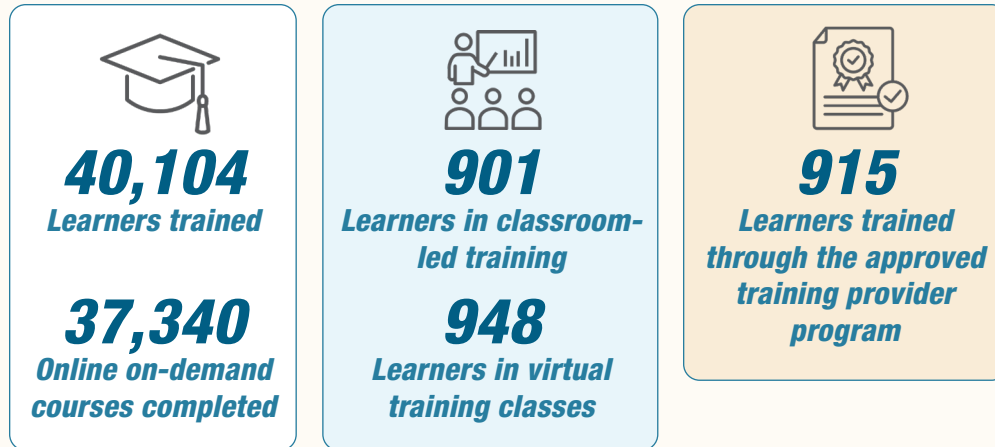 40,104
Learners trained
37,340
Online on-demand
courses completed
901
Learners in classroom-
led training
948
Learners in virtual
training classes
915
Learners trained
through the approved
training provider
program